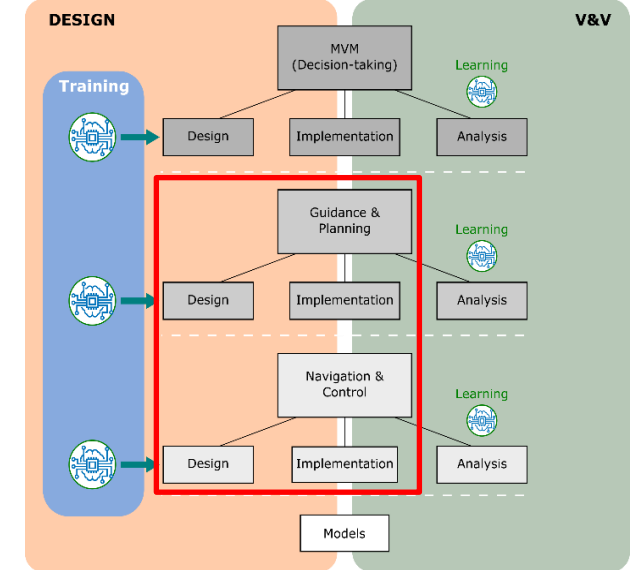 DESIGN
V&V
MVM
(Decision-taking)
Learning
Training
Design
Implementation
Analysis
Guidance &
Planning
Learning
Design
Implementation
Analysis
Navigation &
Control
Learning
Design
Implementation
Analysis
Models